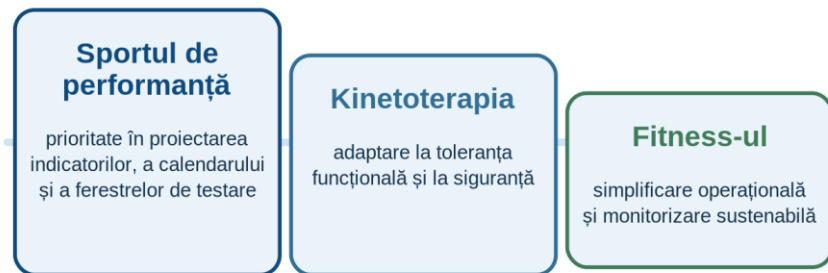 Sportul de
performanță
prioritate în proiectarea
indicatorilor, a calendarului
și a ferestrelor de testare
Kinetoterapia
adaptare la toleranța
funcțională și la siguranță
Fitness-ul
simplificare operațională
și monitorizare sustenabilă